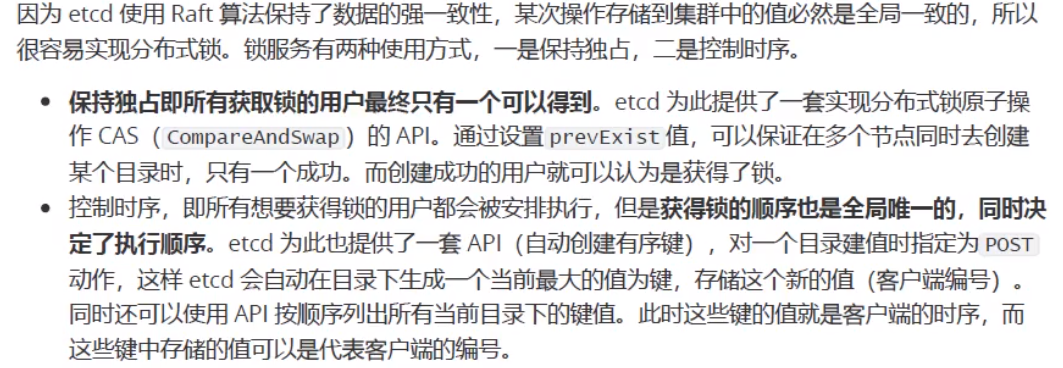 因为 etcd 使用 Raft 算法保持了数据的强一致性，某次操作存储到集群中的值必然是全局一致的，所以
很容易实现分布式锁。锁服务有两种使用方式，一是保持独占，二是控制时序。
• 保持独占即所有获取锁的用户最终只有一个可以得到。etcd 为此提供了一套实现分布式锁原子操
作 CAS（CompareAndSwap）的 API。通过设置prevExist值，可以保证在多个节点同时去创建
某个目录时，只有一个成功。而创建成功的用户就可以认为是获得了锁。
• 控制时序，即所有想要获得锁的用户都会被安排执行，但是获得锁的顺序也是全局唯一的，同时决
定了执行顺序。etcd 为此也提供了一套 API（自动创建有序键），对一个目录建值时指定为POST
动作，这样 etcd 会自动在目录下生成一个当前最大的值为键，存储这个新的值（客户端编号）。
同时还可以使用 API 按顺序列出所有当前目录下的键值。此时这些键的值就是客户端的时序，而
这些键中存储的值可以是代表客户端的编号。